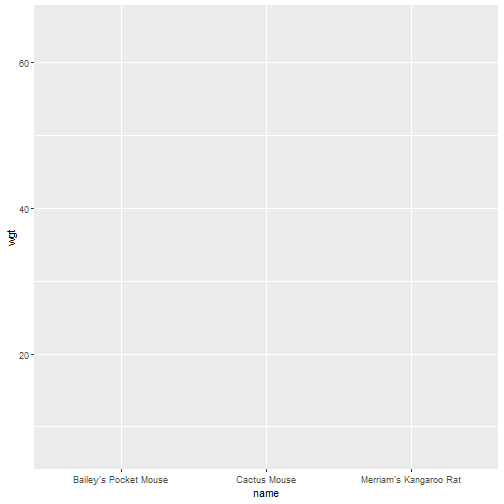 60
40
20
wgt
Bailey's Pocket Mouse
Cactus Mouse
Merriam's Kangaroo Rat
name